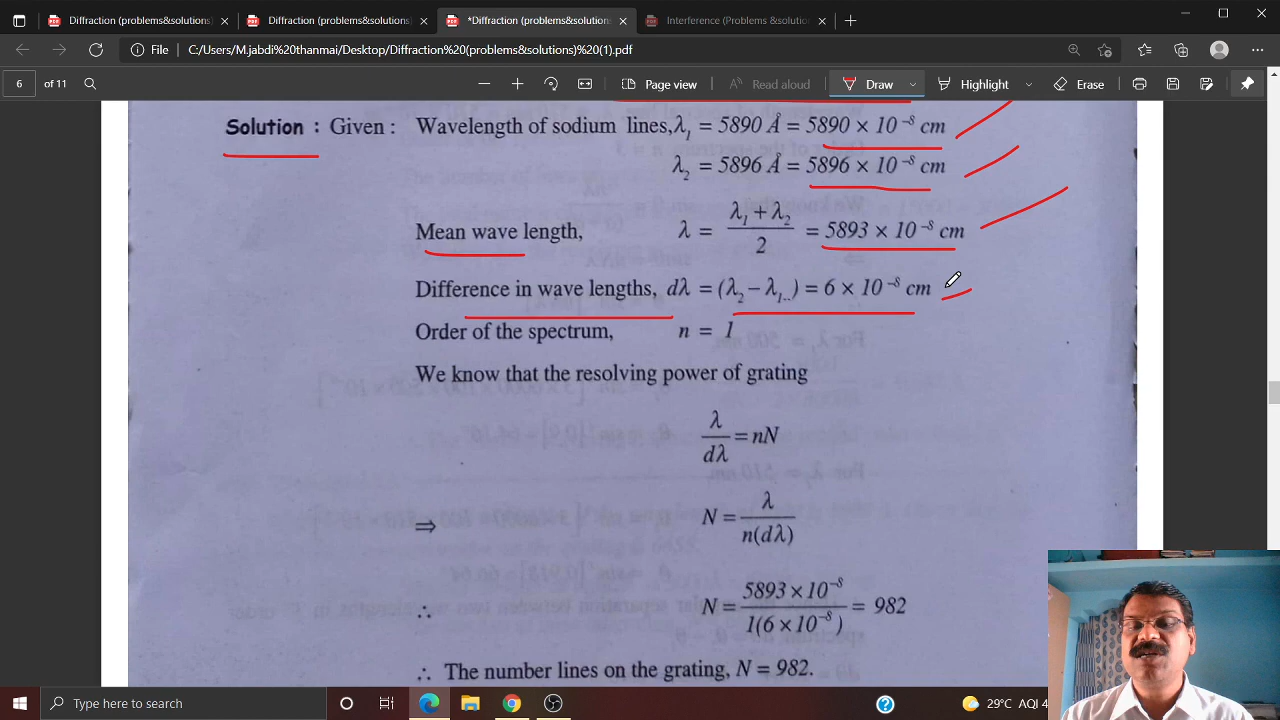 Diffraction (problems&solutions)
Diffraction (problems&solutions)
*Diffraction (problems&solutions)
Interference (Problems &solution
File
C:/Users/M.jabdi%20thanmai/Desktop/Diffraction%20(problems&solutions)%20(1).pdf
6 of 11
Page view
Read aloud
Draw
Highlight
Erase
Solution : Given : Wavelength of sodium lines, λ₁ = 5890 Å = 5890 × 10⁻⁸ cm
λ₂ = 5896 Å = 5896 × 10⁻⁸ cm
Mean wave length, λ = (λ₁ + λ₂)/2 = 5893 × 10⁻⁸ cm
Difference in wave lengths, dλ = (λ₂ − λ₁..) = 6 × 10⁻⁸ cm
Order of the spectrum, n = 1
We know that the resolving power of grating
λ/dλ = nN
⇒ N = λ/n(dλ)
∴ N = 5893 × 10⁻⁸/1(6 × 10⁻⁸) = 982
∴ The number lines on the grating, N = 982.
Type here to search
29°C AQI 4